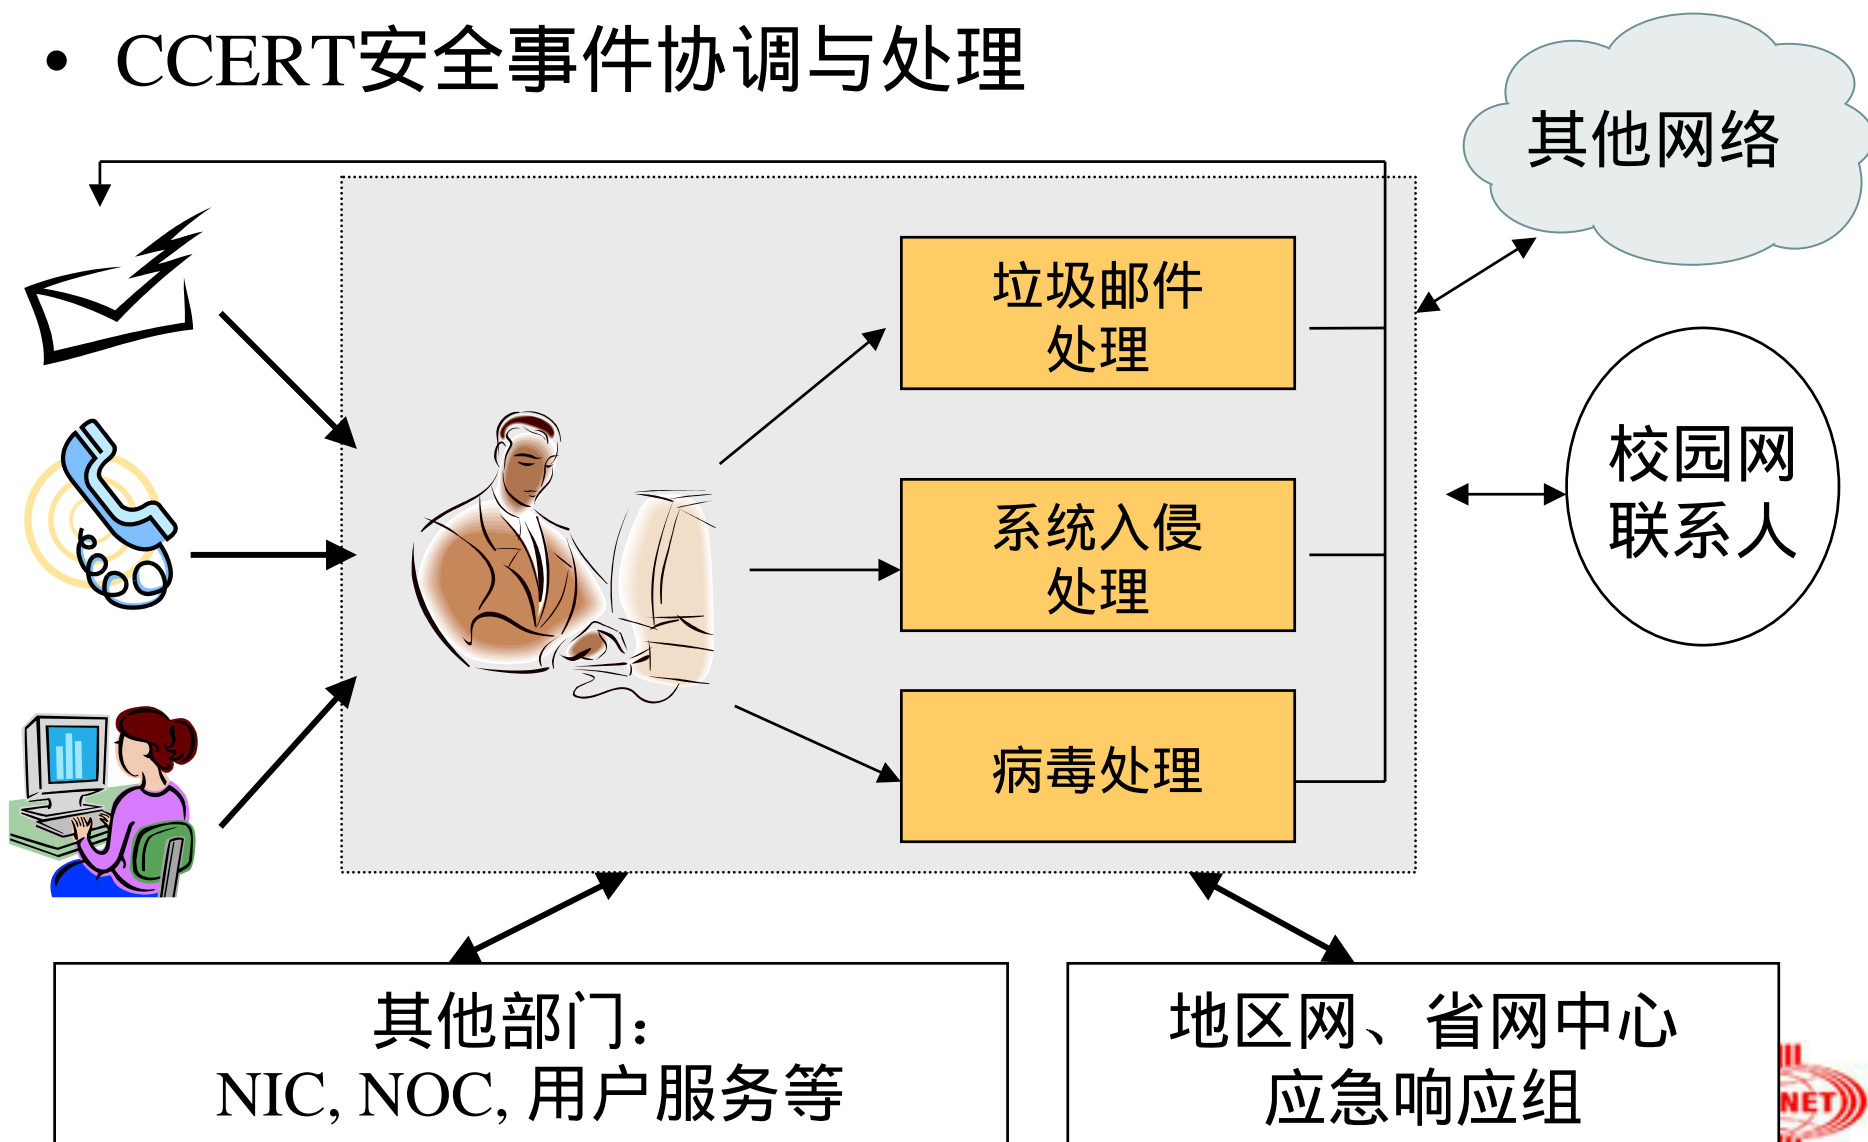 • CCERT安全事件协调与处理
其他网络
垃圾邮件
处理
校园网
联系人
系统入侵
处理
病毒处理
其他部门：
NIC, NOC, 用户服务等
地区网、省网中心
应急响应组
NET